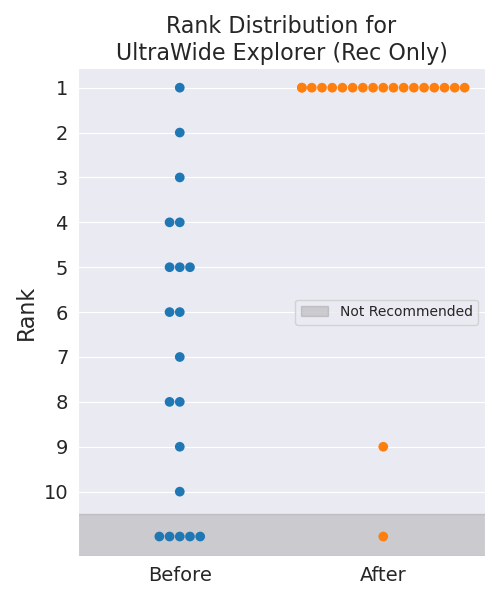 Rank Distribution for
UltraWide Explorer (Rec Only)
Rank
1
2
3
4
5
6
7
8
9
10
Not Recommended
Before
After